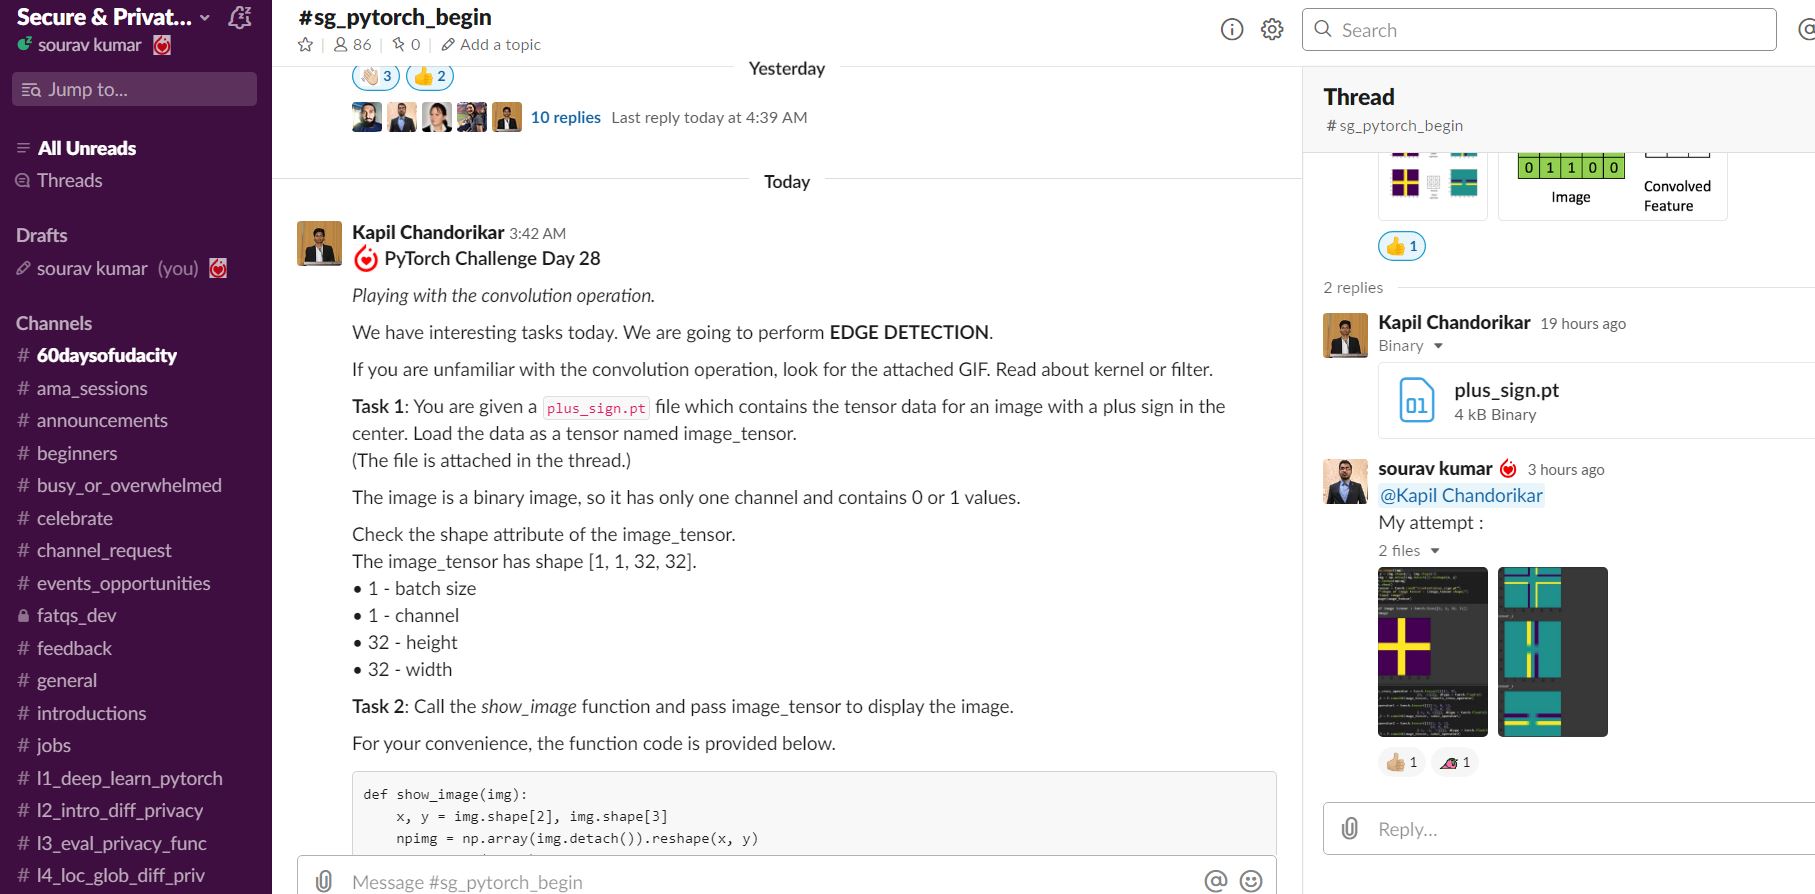 Secure & Privat...
sourav kumar
Jump to...
All Unreads
Threads
Drafts
sourav kumar (you)
Channels
# 60daysofudacity
# ama_sessions
# announcements
# beginners
# busy_or_overwhelmed
# celebrate
# channel_request
# events_opportunities
fatqs_dev
# feedback
# general
# introductions
# jobs
# l1_deep_learn_pytorch
# l2_intro_diff_privacy
# l3_eval_privacy_func
# l4_loc_glob_diff_priv
#sg_pytorch_begin
86 | 0 | Add a topic
Search
Yesterday
3 2
10 replies Last reply today at 4:39 AM
Today
Kapil Chandorikar 3:42 AM
PyTorch Challenge Day 28
Playing with the convolution operation.
We have interesting tasks today. We are going to perform EDGE DETECTION.
If you are unfamiliar with the convolution operation, look for the attached GIF. Read about kernel or filter.
Task 1: You are given a plus_sign.pt file which contains the tensor data for an image with a plus sign in the
center. Load the data as a tensor named image_tensor.
(The file is attached in the thread.)
The image is a binary image, so it has only one channel and contains 0 or 1 values.
Check the shape attribute of the image_tensor.
The image_tensor has shape [1, 1, 32, 32].
• 1 - batch size
• 1 - channel
• 32 - height
• 32 - width
Task 2: Call the show_image function and pass image_tensor to display the image.
For your convenience, the function code is provided below.
def show_image(img):
    x, y = img.shape[2], img.shape[3]
    npimg = np.array(img.detach()).reshape(x, y)
Message #sg_pytorch_begin
Thread
# sg_pytorch_begin
0 1 1 0 0
Image
Convolved
Feature
1
2 replies
Kapil Chandorikar 19 hours ago
Binary
plus_sign.pt
4 kB Binary
01
sourav kumar 3 hours ago
@Kapil Chandorikar
My attempt :
2 files
1 1
Reply...